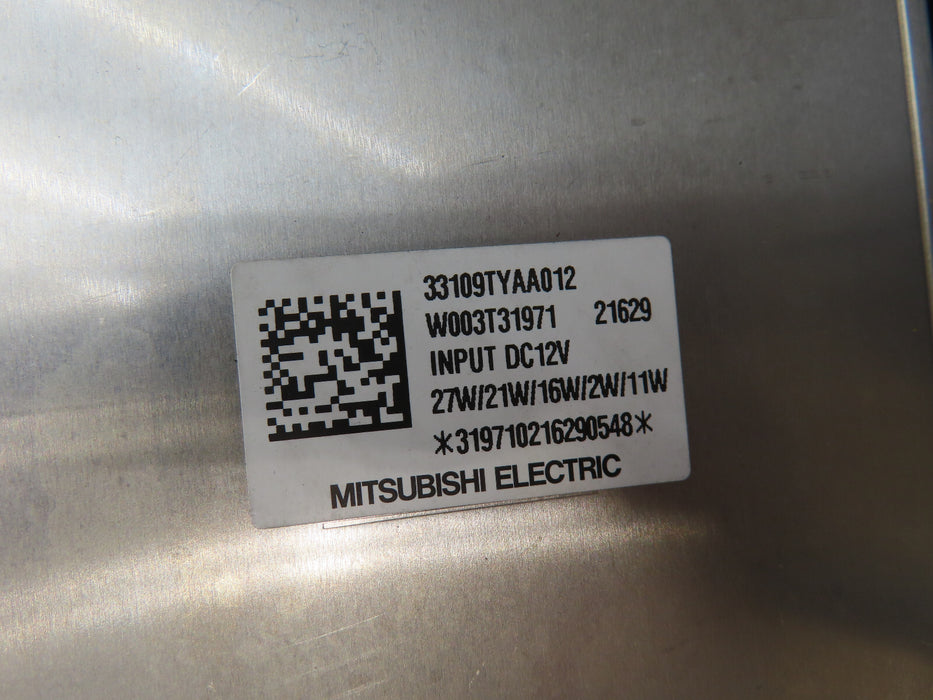 33109TYAA012
W003T31971 21629
INPUT DC12V
27W/21W/16W/2W/11W
*319710216290548*
MITSUBISHI ELECTRIC